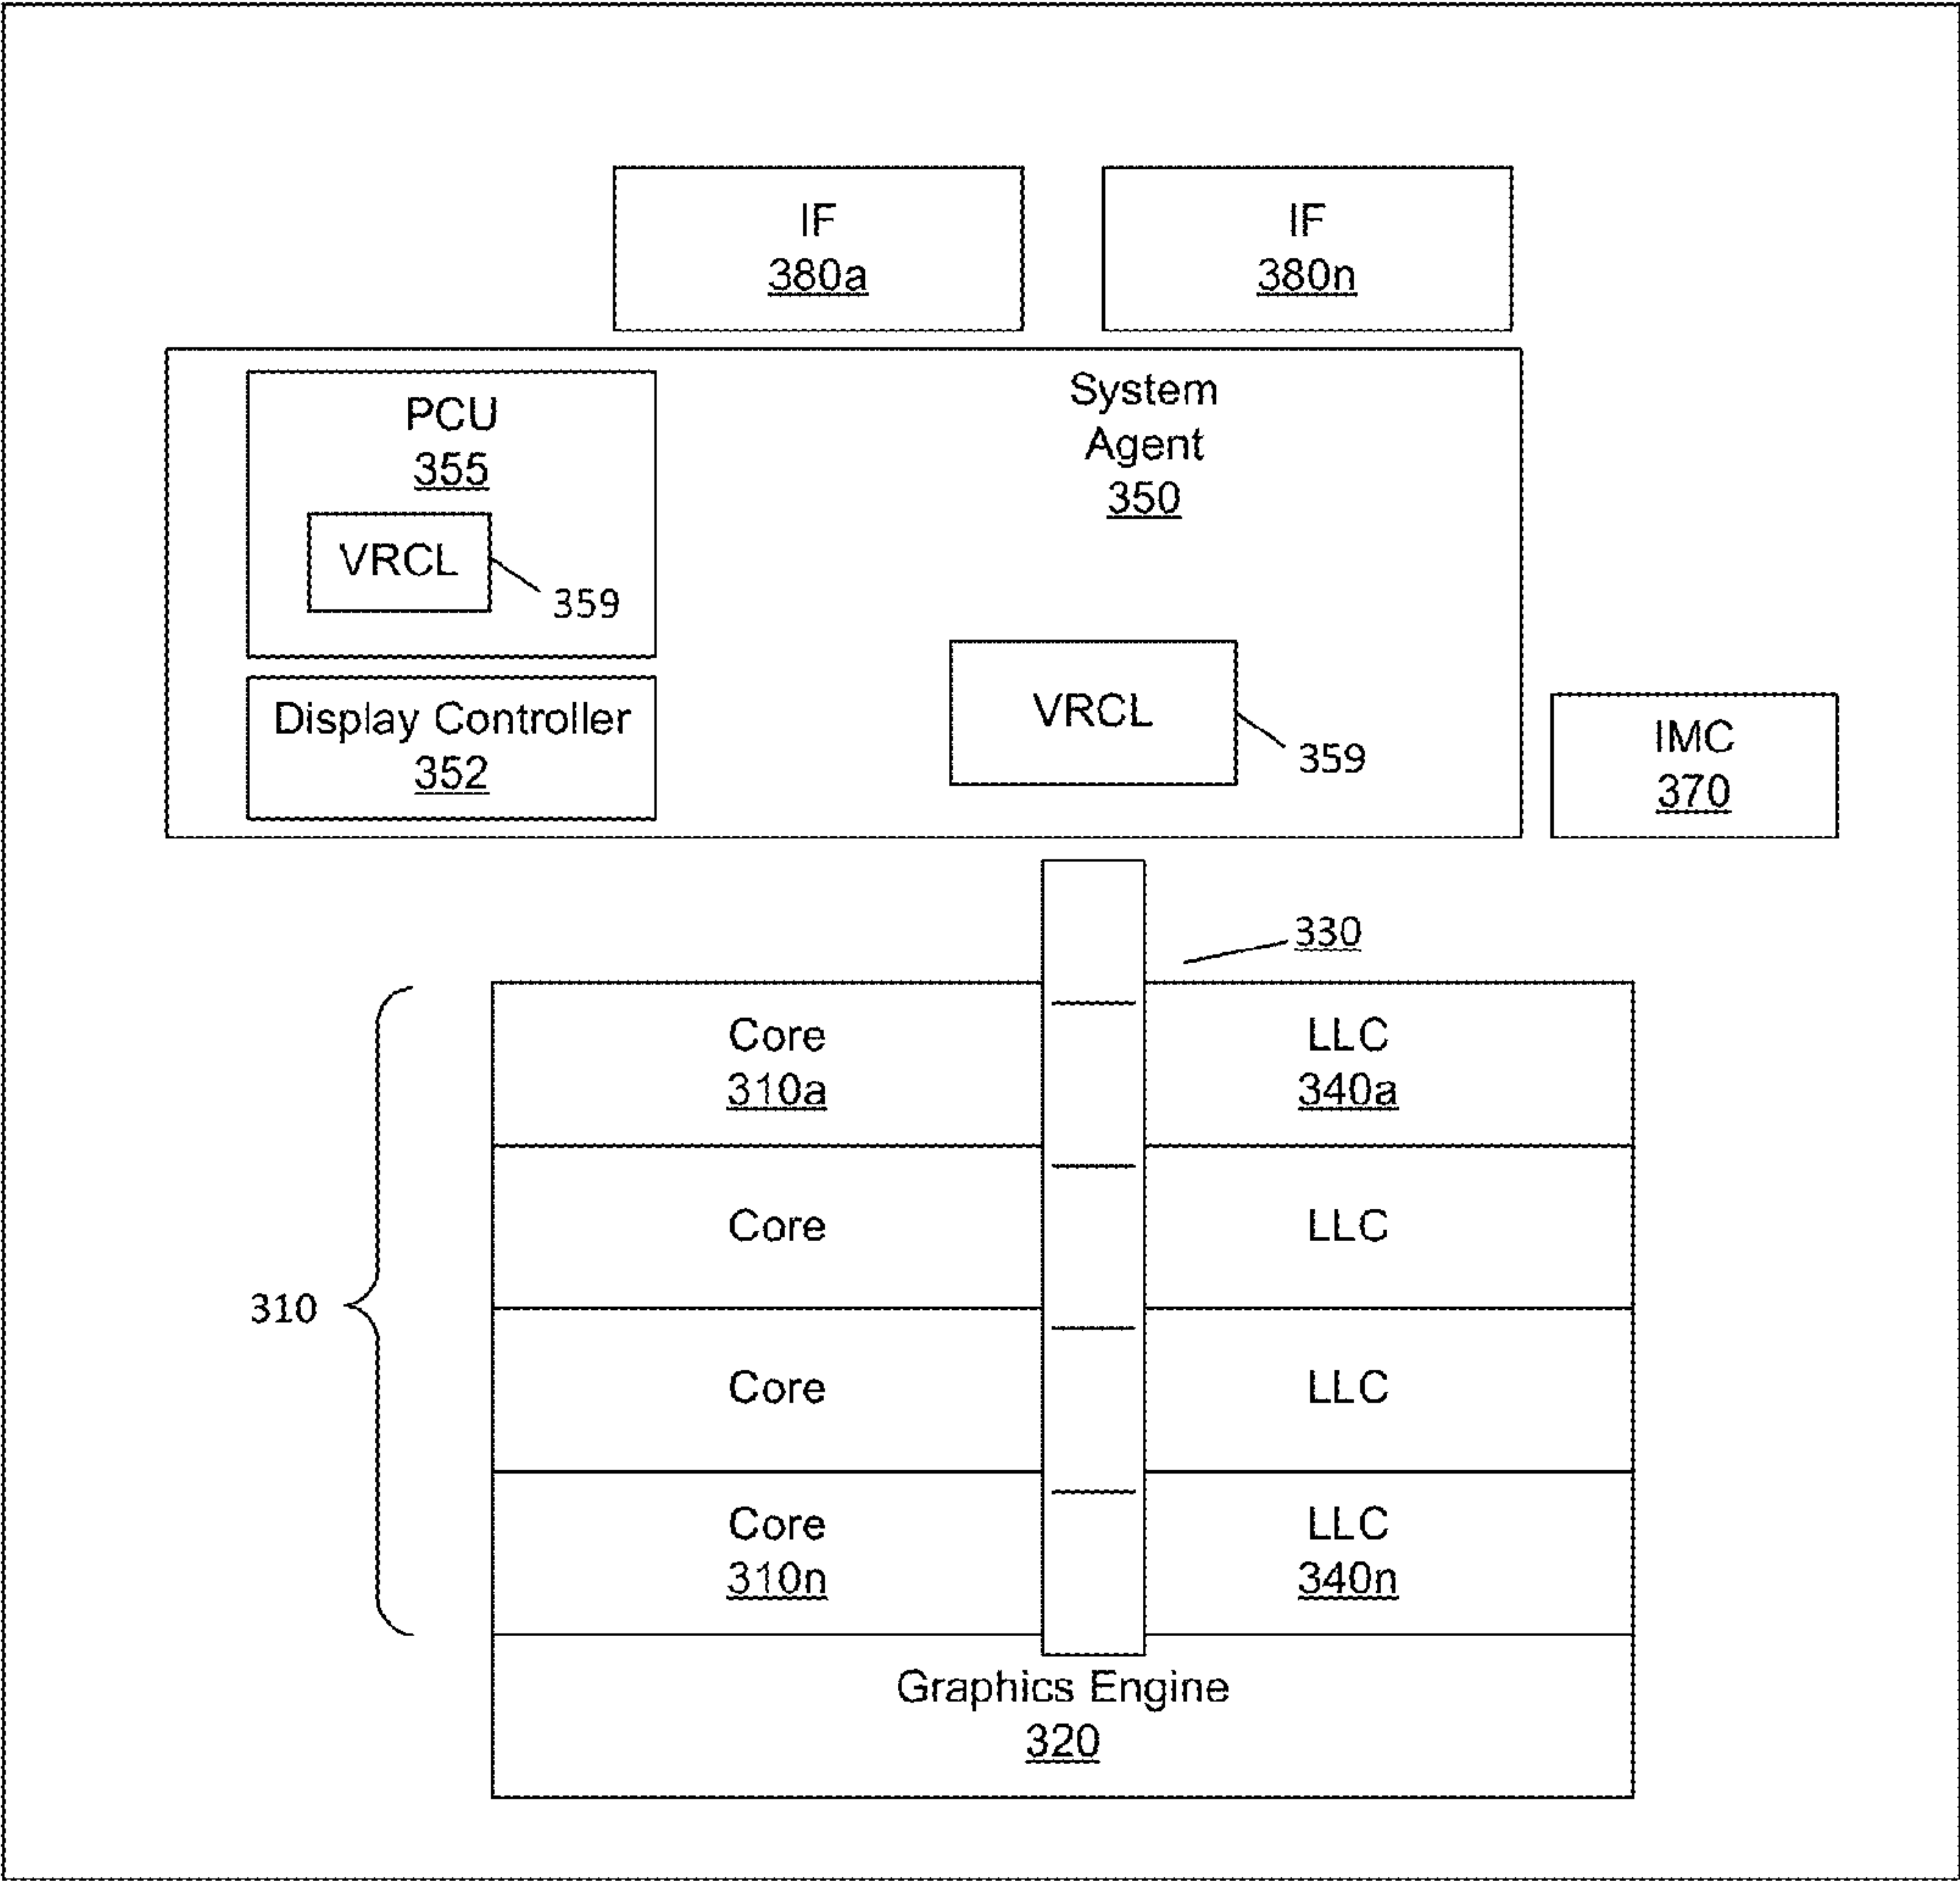 IF
380a
IF
380n
PCU
355
VRCL
359
System
Agent
350
Display Controller
352
VRCL
359
IMC
370
330
310
Core
310a
LLC
340a
Core
LLC
Core
LLC
Core
310n
LLC
340n
Graphics Engine
320